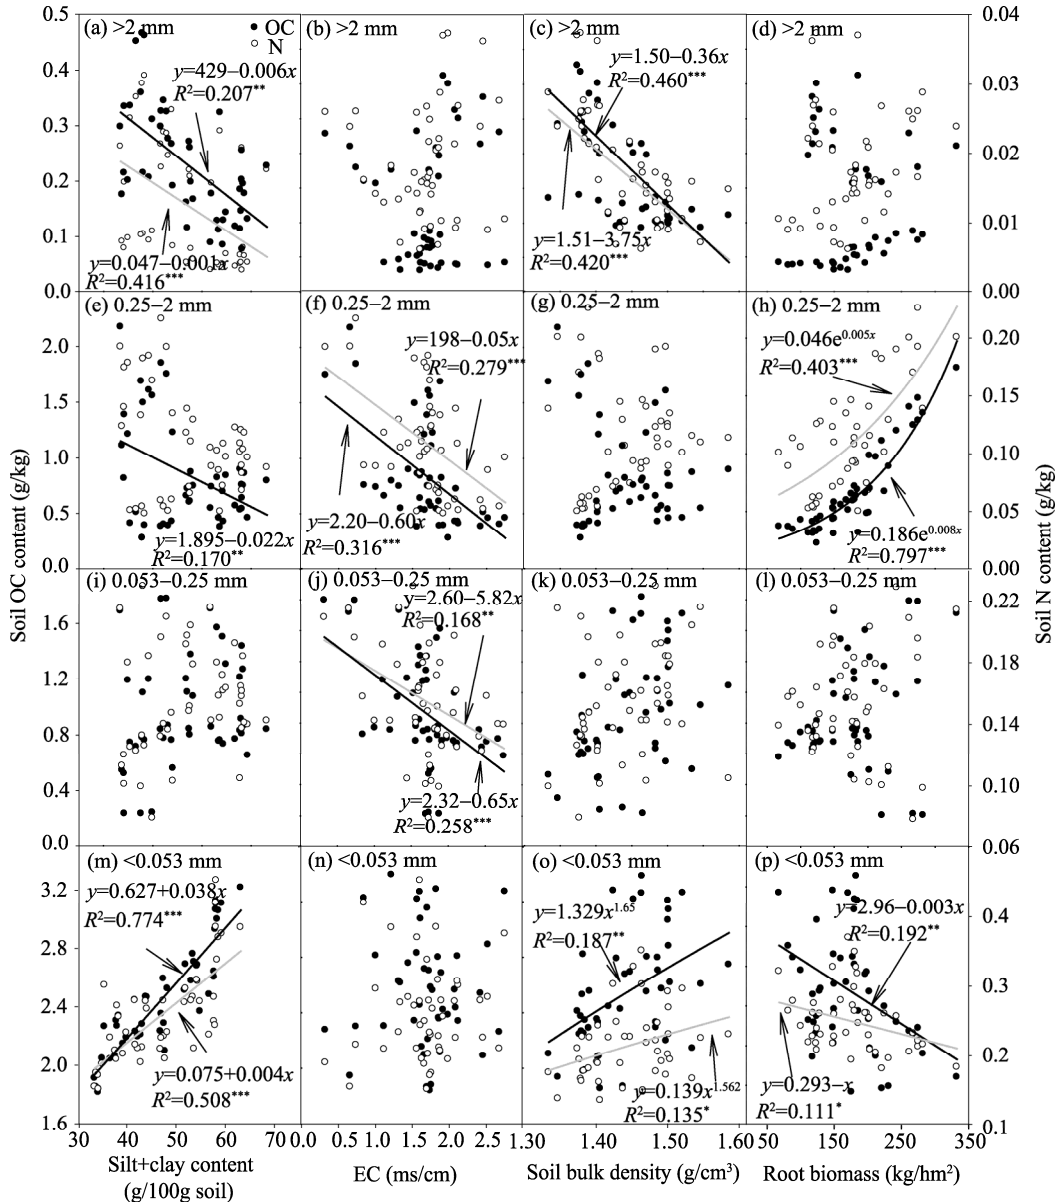 (a) >2 mm
OC
N
y=429−0.006x
R²=0.207**
y=0.047−0.001x
R²=0.416***
(b) >2 mm
(c) >2 mm
y=1.50−0.36x
R²=0.460***
y=1.51−3.75x
R²=0.420***
(d) >2 mm
0.5
0.4
0.3
0.2
0.1
0.0
0.04
0.03
0.02
0.01
0.00
(e) 0.25−2 mm
y=1.895−0.022x
R²=0.170**
(f) 0.25−2 mm
y=198−0.05x
R²=0.279***
y=2.20−0.60x
R²=0.316***
(g) 0.25−2 mm
(h) 0.25−2 mm
y=0.046e^0.005x
R²=0.403***
y=0.186e^0.008x
R²=0.797***
2.0
1.5
1.0
0.5
0.0
0.20
0.15
0.10
0.05
0.00
Soil OC content (g/kg)
Soil N content (g/kg)
(i) 0.053−0.25 mm
(j) 0.053−0.25 mm
y=2.60−5.82x
R²=0.168**
y=2.32−0.65x
R²=0.258***
(k) 0.053−0.25 mm
(l) 0.053−0.25 mm
1.6
1.2
0.8
0.4
0.0
0.22
0.18
0.14
0.10
0.06
(m) <0.053 mm
y=0.627+0.038x
R²=0.774***
y=0.075+0.004x
R²=0.508***
(n) <0.053 mm
(o) <0.053 mm
y=1.329x^1.65
R²=0.187**
y=0.139x^1.562
R²=0.135*
(p) <0.053 mm
y=2.96−0.003x
R²=0.192**
y=0.293−x
R²=0.111*
3.2
2.8
2.4
2.0
1.6
0.4
0.3
0.2
0.1
30 40 50 60 70
0.0 0.5 1.0 1.5 2.0 2.5
1.30 1.40 1.50 1.60
50 150 250 350
Silt+clay content
(g/100g soil)
EC (ms/cm)
Soil bulk density (g/cm³)
Root biomass (kg/hm²)